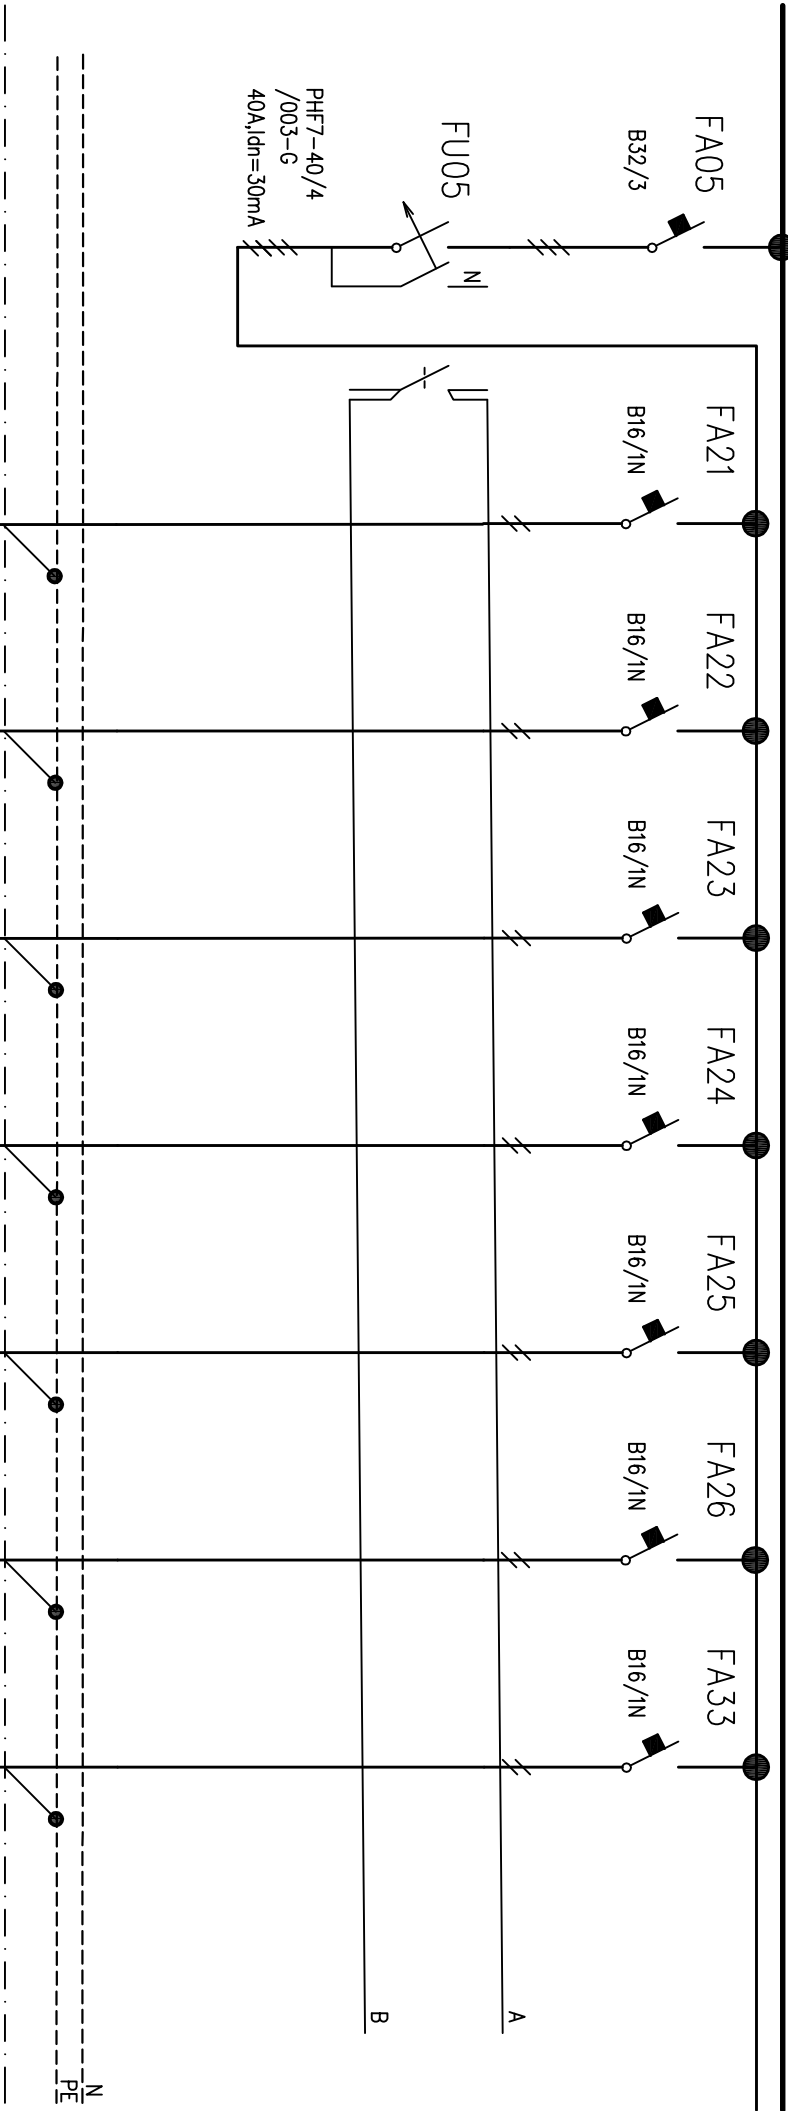 FA05
B32/3
FU05
N
PHF7-40/4
/003-G
40A,Idn=30mA
FA21
B16/1N
FA22
B16/1N
FA23
B16/1N
FA24
B16/1N
FA25
B16/1N
FA26
B16/1N
FA33
B16/1N
A
B
N
PE